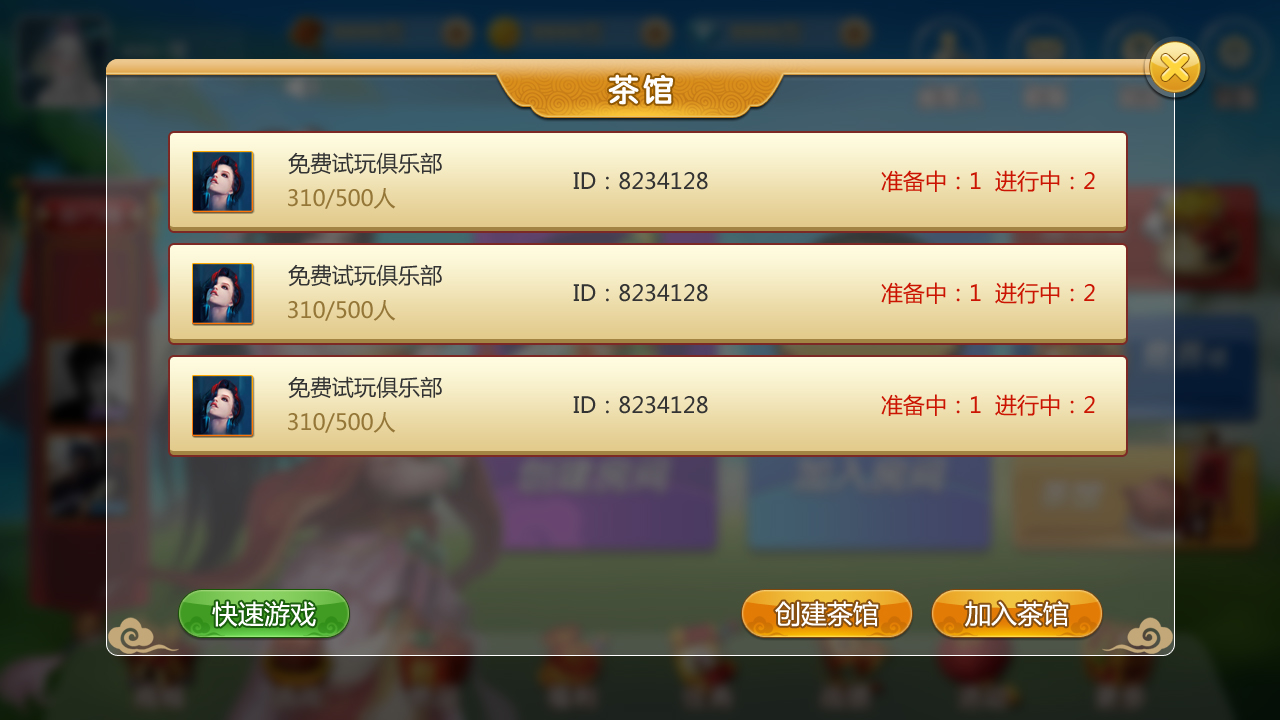 茶馆
免费试玩俱乐部
310/500人
ID：8234128
准备中：1 进行中：2
免费试玩俱乐部
310/500人
ID：8234128
准备中：1 进行中：2
免费试玩俱乐部
310/500人
ID：8234128
准备中：1 进行中：2
快速游戏
创建茶馆
加入茶馆